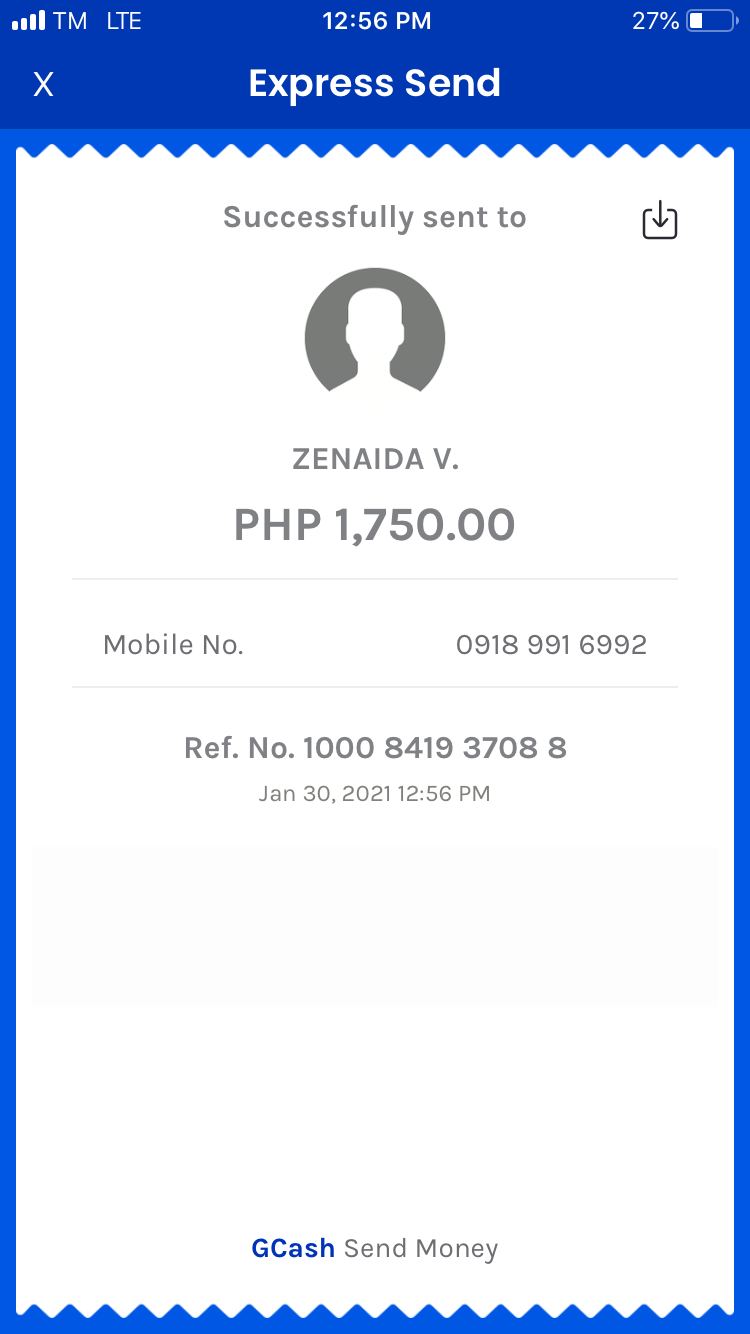 TM LTE 12:56 PM 27%
X Express Send
Successfully sent to
ZENAIDA V.
PHP 1,750.00
Mobile No. 0918 991 6992
Ref. No. 1000 8419 3708 8
Jan 30, 2021 12:56 PM
GCash Send Money